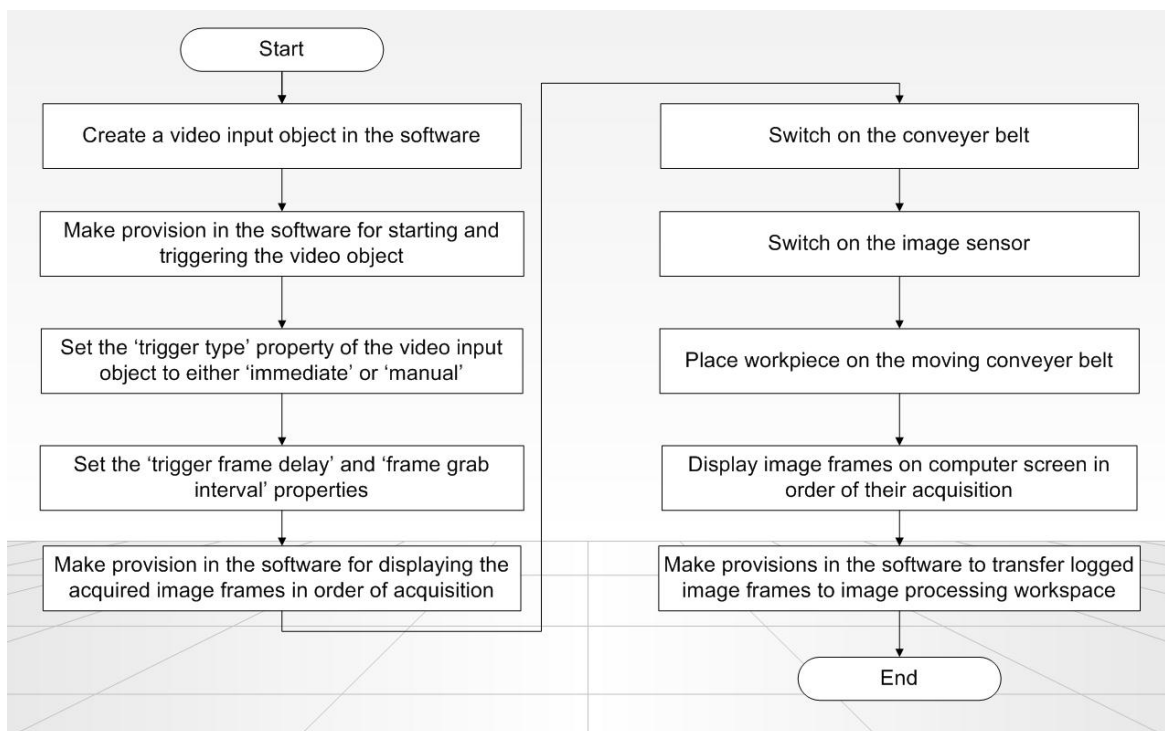 Start
Create a video input object in the software
Make provision in the software for starting and
triggering the video object
Set the ‘trigger type’ property of the video input
object to either ‘immediate’ or ‘manual’
Set the ‘trigger frame delay’ and ‘frame grab
interval’ properties
Make provision in the software for displaying the
acquired image frames in order of acquisition
Switch on the conveyer belt
Switch on the image sensor
Place workpiece on the moving conveyer belt
Display image frames on computer screen in
order of their acquisition
Make provisions in the software to transfer logged
image frames to image processing workspace
End